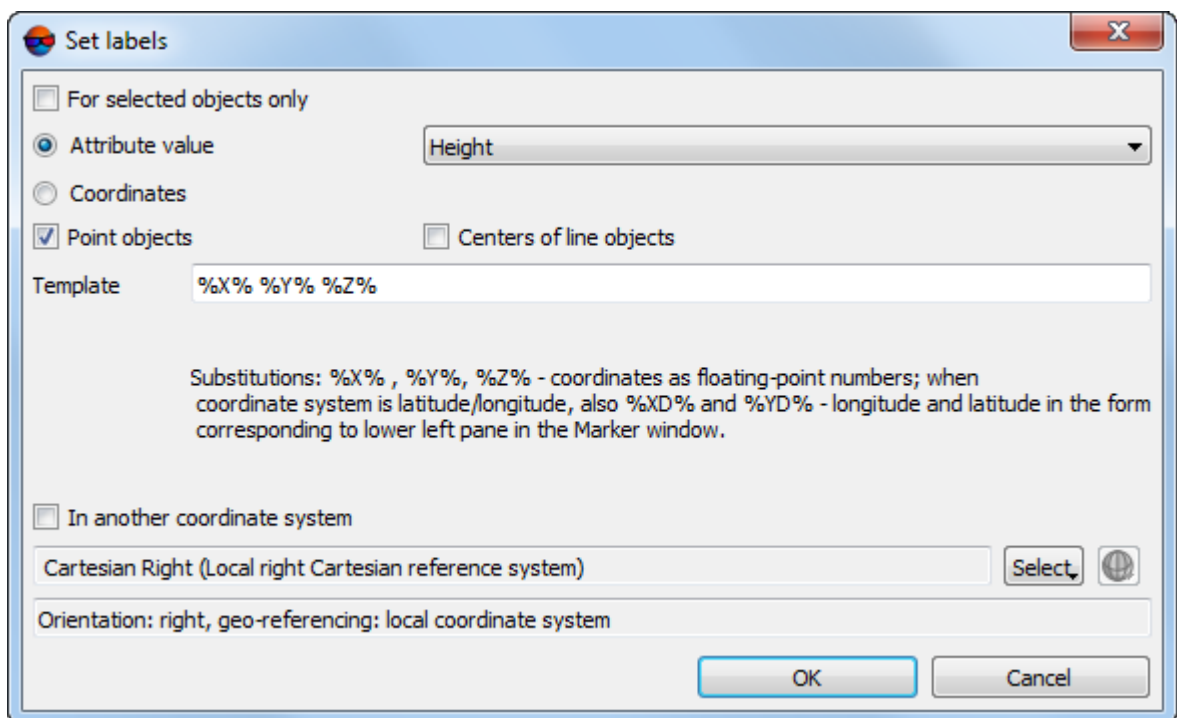 Set labels
For selected objects only
Attribute value Height
Coordinates
Point objects Centers of line objects
Template %X% %Y% %Z%
Substitutions: %X% , %Y%, %Z% - coordinates as floating-point numbers; when
coordinate system is latitude/longitude, also %XD% and %YD% - longitude and latitude in the form
corresponding to lower left pane in the Marker window.
In another coordinate system
Cartesian Right (Local right Cartesian reference system) Select
Orientation: right, geo-referencing: local coordinate system
OK Cancel